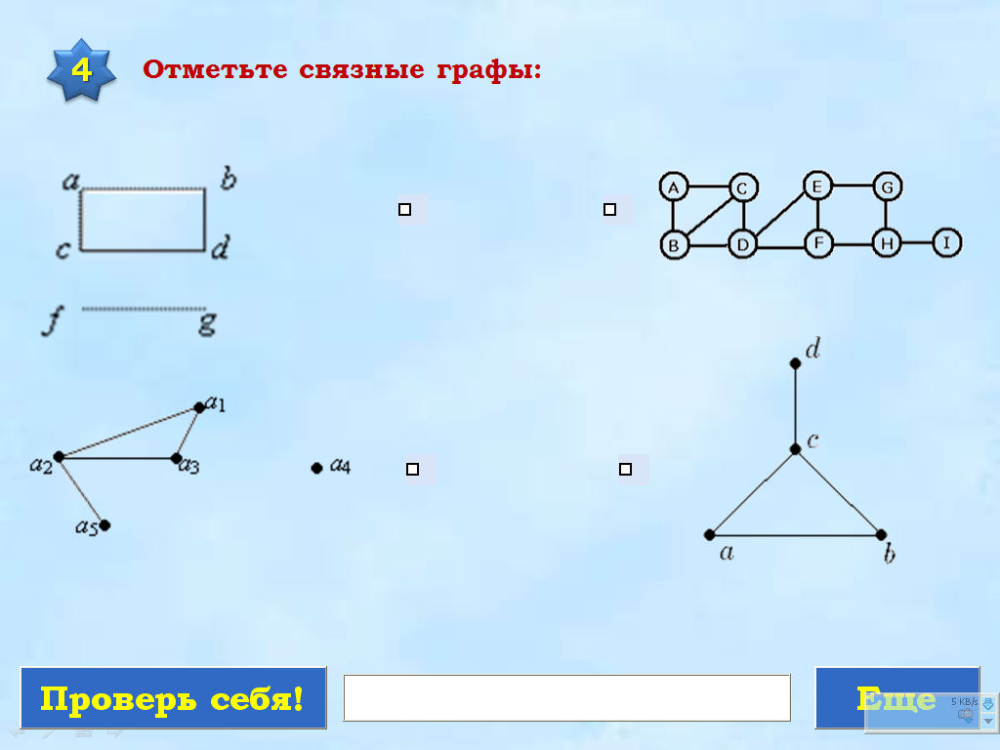 4
Отметьте связные графы:
a b
c d
f g
A C E G
B D F H I
a1
a2 a3 a4
a5
d
c
a b
Проверь себя! Еще
5 KB/s